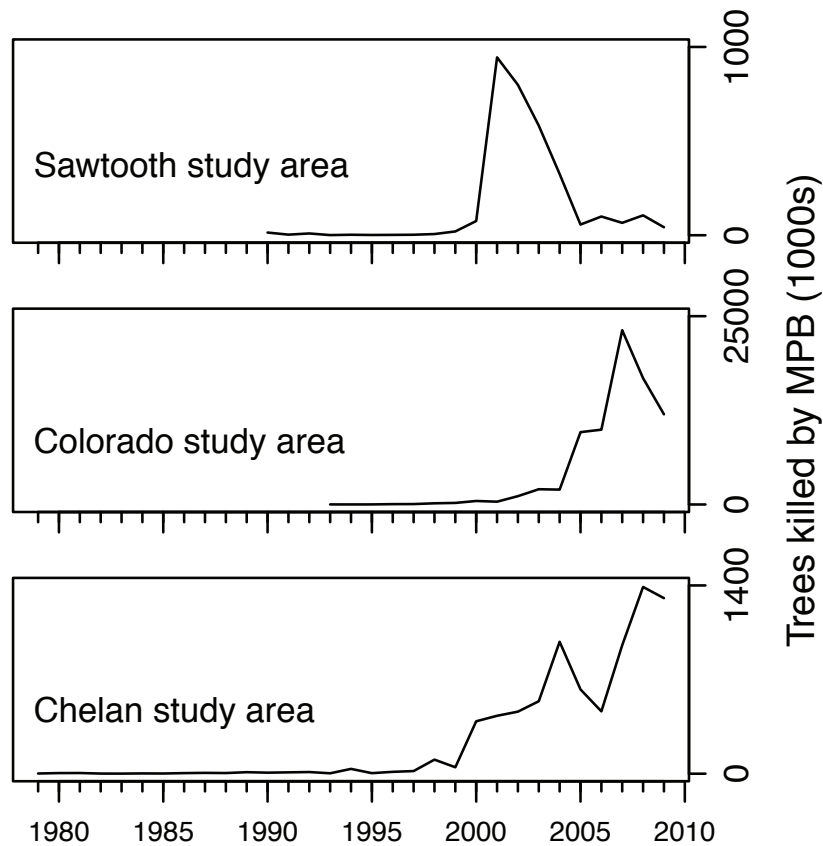 Sawtooth study area
1000
0
Colorado study area
25000
0
Chelan study area
1400
0
1980 1985 1990 1995 2000 2005 2010
Trees killed by MPB (1000s)